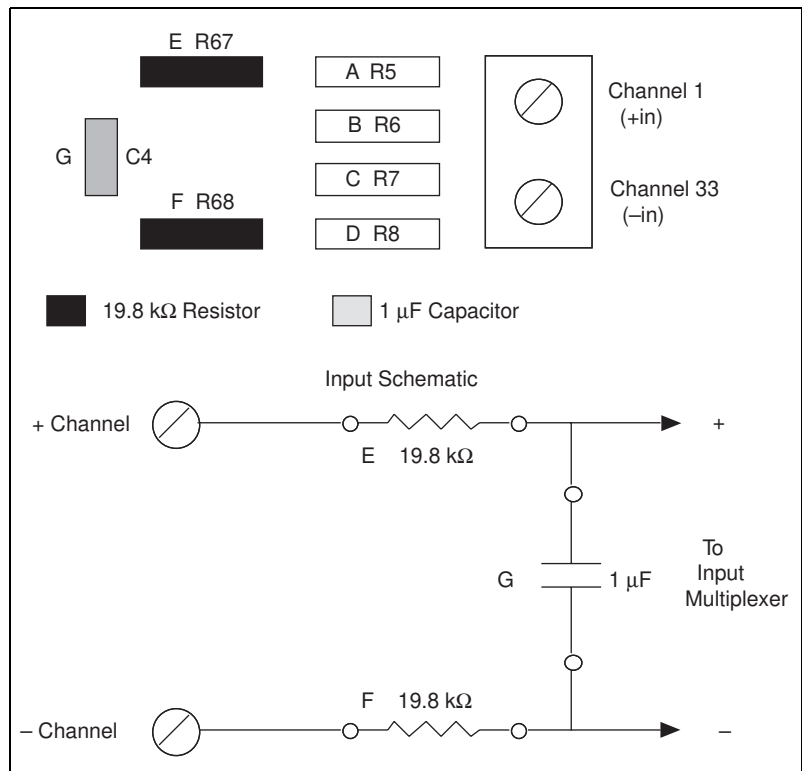 E R67
A R5
Channel 1
(+in)
B R6
G C4
C R7
Channel 33
(–in)
F R68
D R8
19.8 kΩ Resistor
1 µF Capacitor
Input Schematic
+ Channel
+
E 19.8 kΩ
To
Input
Multiplexer
G 1 µF
F 19.8 kΩ
– Channel
–